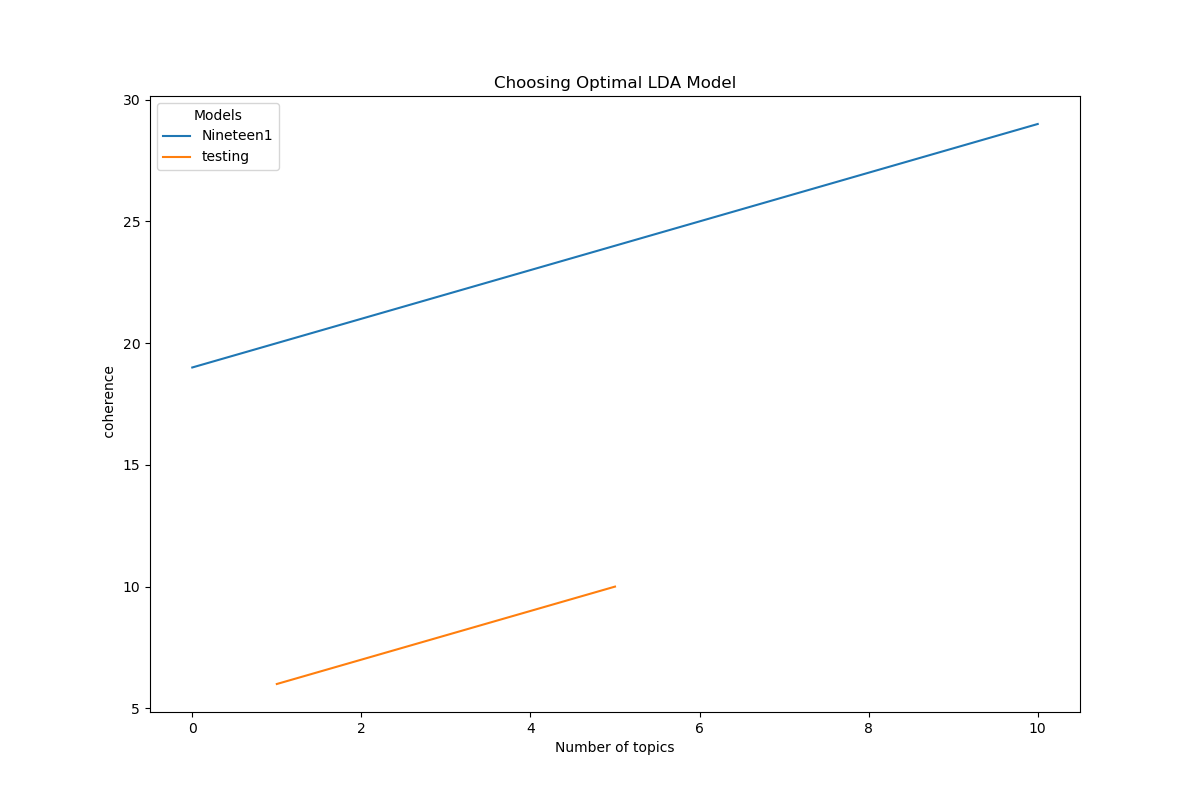 Choosing Optimal LDA Model
Models
Nineteen1
testing
30
25
20
15
10
5
coherence
0 2 4 6 8 10
Number of topics